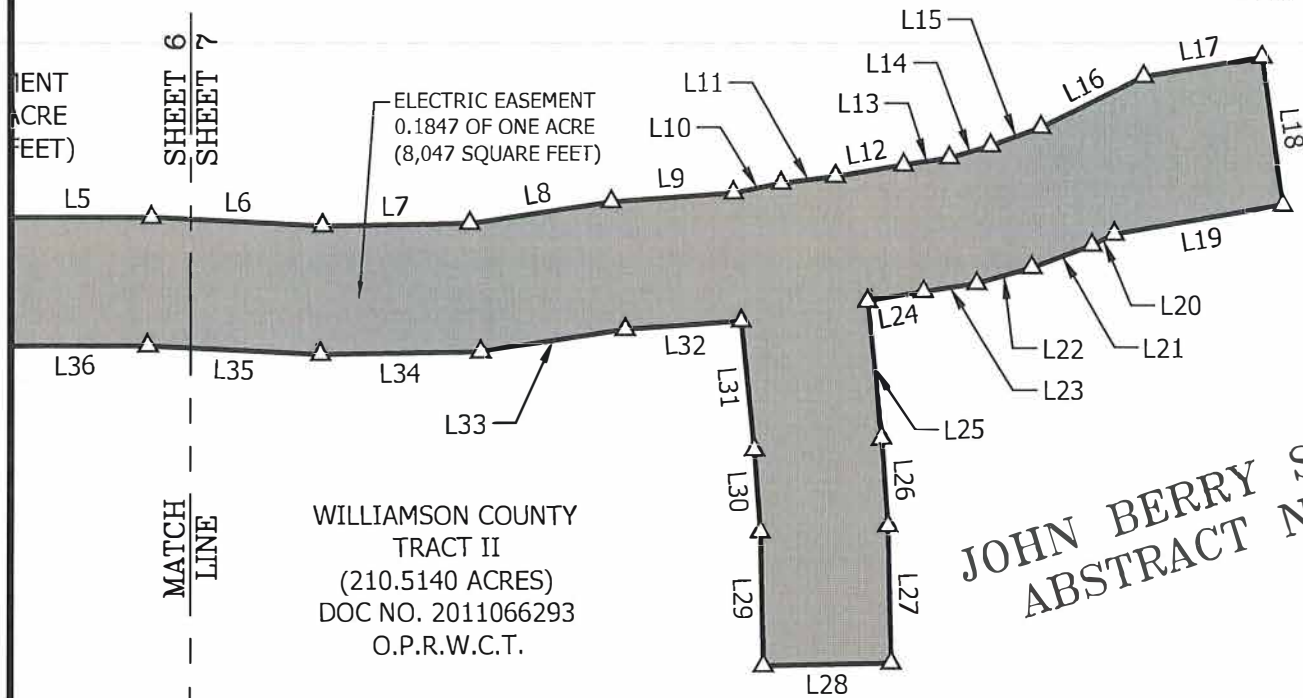 SHEET 6
SHEET 7
ACRE
FEET)
ELECTRIC EASEMENT
0.1847 OF ONE ACRE
(8,047 SQUARE FEET)
L5
L6
L7
L8
L9
L10
L11
L12
L13
L14
L15
L16
L17
L18
L19
L20
L21
L22
L23
L24
L25
L26
L27
L28
L29
L30
L31
L32
L33
L34
L35
L36
MATCH
LINE
WILLIAMSON COUNTY
TRACT II
(210.5140 ACRES)
DOC NO. 2011066293
O.P.R.W.C.T.
JOHN BERRY S
ABSTRACT N